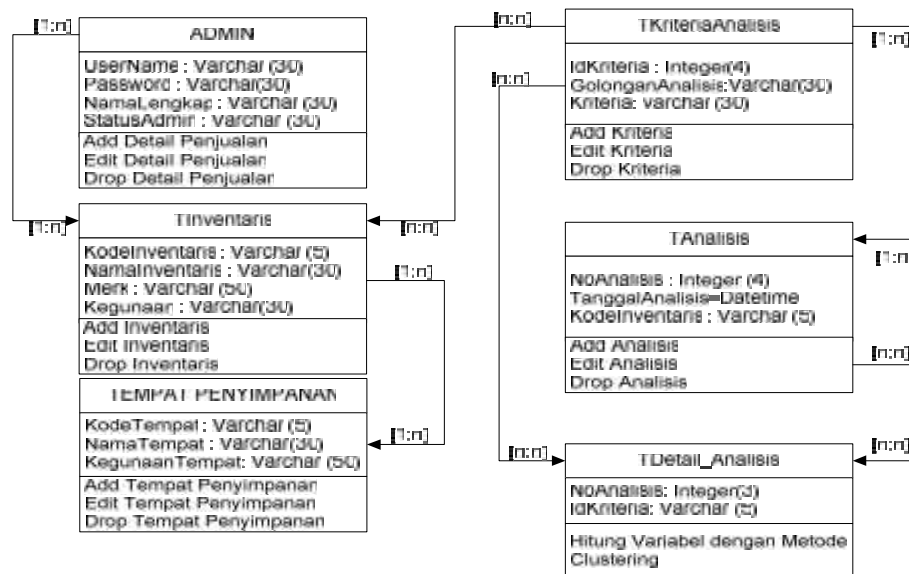 [1:n]
ADMIN
UserName : Varchar (30)
Password : Varchar(30)
NamaLengkap : Varchar (30)
StatusAdmin : Varchar (30)
Add Detail Penjualan
Edit Detail Penjualan
Drop Detail Penjualan
[1:n]
TInventaris
KodeInventaris : Varchar (5)
NamaInventaris : Varchar(30)
Merk : Varchar (50)
Kegunaan : Varchar(30)
Add Inventaris
Edit Inventaris
Drop Inventaris
[1:n]
TEMPAT PENYIMPANAN
KodeTempat : Varchar (5)
NamaTempat : Varchar(30)
KegunaanTempat: Varchar (50)
Add Tempat Penyimpanan
Edit Tempat Penyimpanan
Drop Tempat Penyimpanan
[1:n]
[n:n]
TKriteriaAnalisis
[1:n]
[n:n]
IdKriteria : Integer(4)
GolonganAnalisis:Varchar(30)
Kriteria: varchar (30)
Add Kriteria
Edit Kriteria
Drop Kriteria
[n:n]
TAnalisis
[1:n]
NoAnalisis : Integer (4)
TanggalAnalisis=Datetime
KodeInventaris : Varchar (5)
Add Analisis
Edit Analisis
Drop Analisis
[n:n]
[n:n]
TDetail_Analisis
[n:n]
NoAnalisis: Integer(3)
IdKriteria: Varchar (5)
Hitung Variabel dengan Metode
Clustering